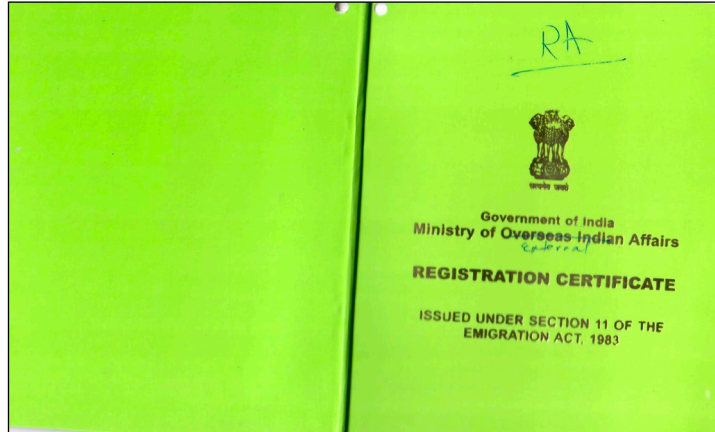 RA
सत्यमेव जयते
Government of India
Ministry of Overseas Indian Affairs
External
REGISTRATION CERTIFICATE
ISSUED UNDER SECTION 11 OF THE
EMIGRATION ACT, 1983